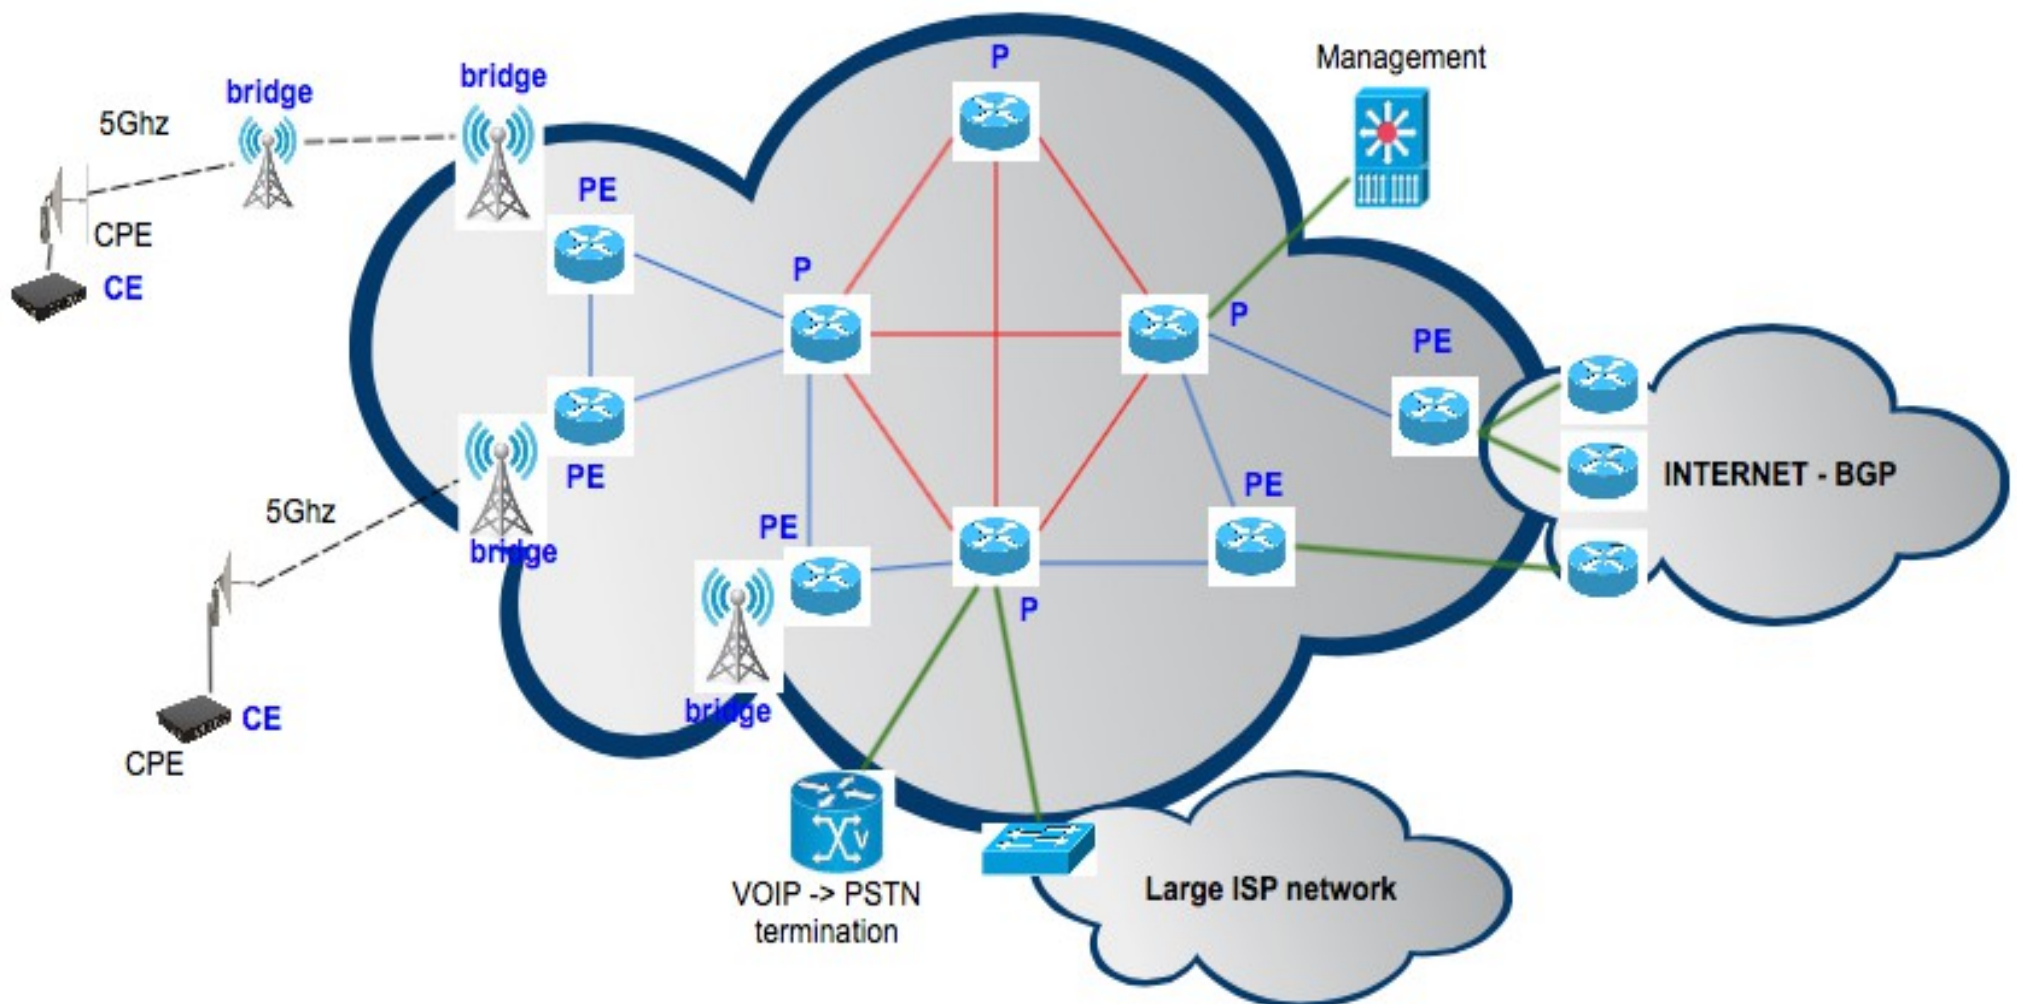 P
Management
bridge
bridge
5Ghz
PE
CPE
CE
P
P
PE
INTERNET - BGP
PE
PE
5Ghz
PE
bridge
P
bridge
CE
CPE
VOIP -> PSTN
termination
Large ISP network